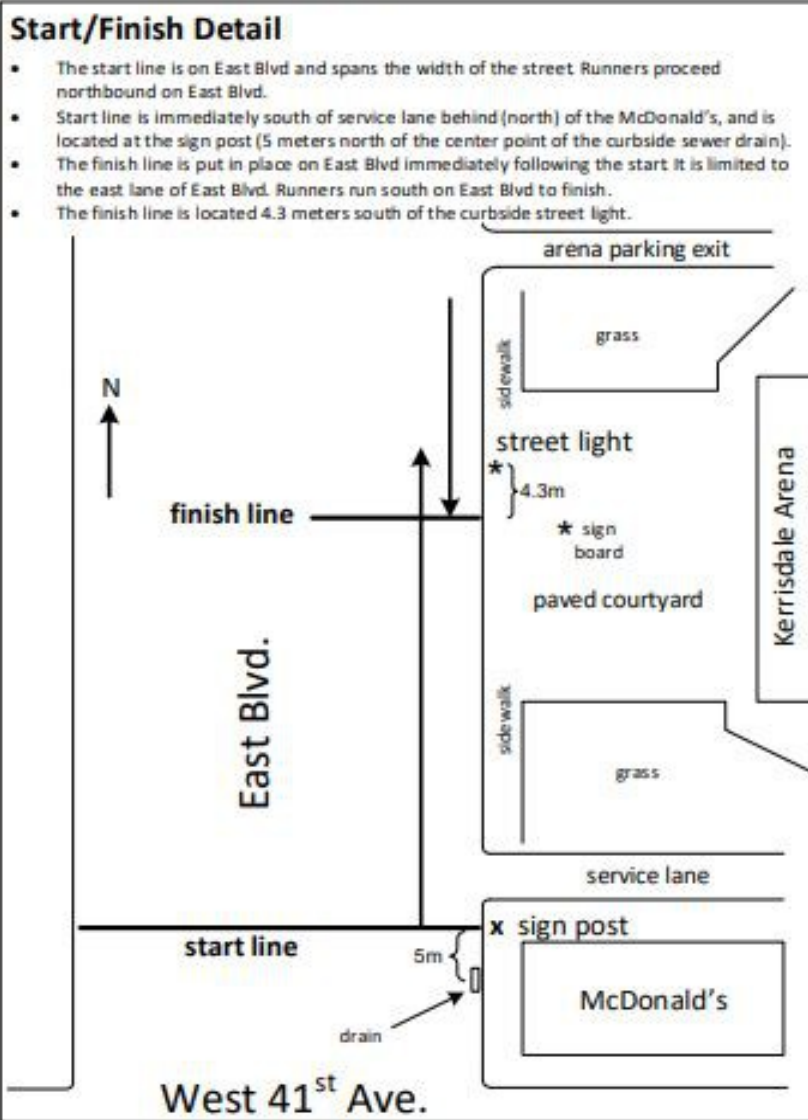 Start/Finish Detail
• The start line is on East Blvd and spans the width of the street. Runners proceed
northbound on East Blvd.
• Start line is immediately south of service lane behind (north) of the McDonald's, and is
located at the sign post (5 meters north of the center point of the curbside sewer drain).
• The finish line is put in place on East Blvd immediately following the start. It is limited to
the east lane of East Blvd. Runners run south on East Blvd to finish.
• The finish line is located 4.3 meters south of the curbside street light.
arena parking exit
grass
sidewalk
N
street light
*
4.3m
finish line
* sign
board
Kerrisdale Arena
paved courtyard
East Blvd.
sidewalk
grass
service lane
x sign post
start line
5m
McDonald's
drain
West 41st Ave.